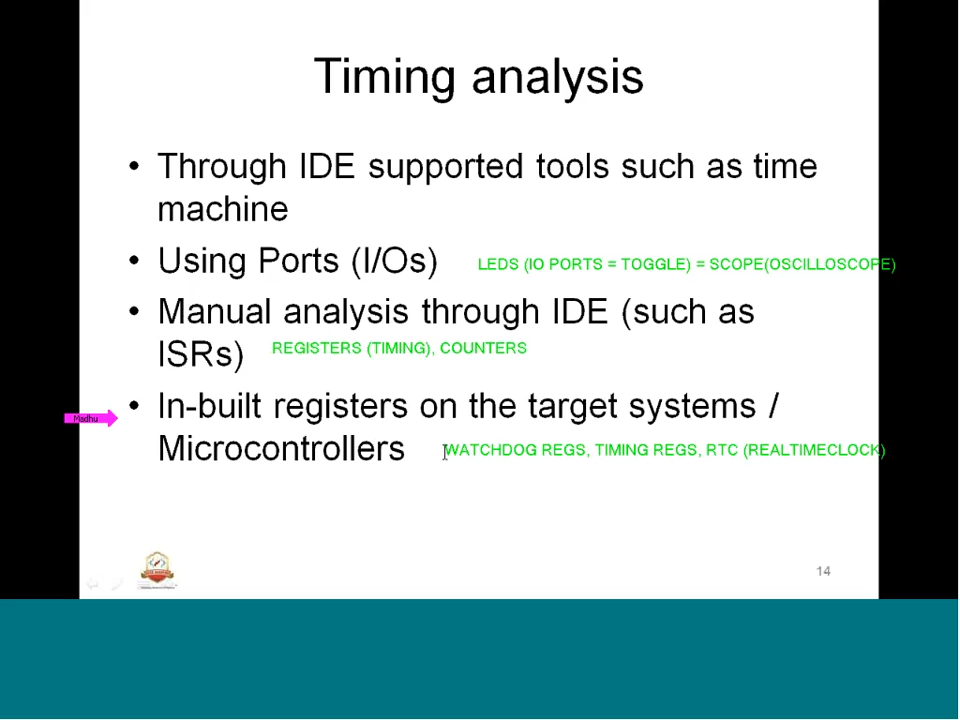 Timing analysis
• Through IDE supported tools such as time
machine
• Using Ports (I/Os) LEDS (IO PORTS = TOGGLE) = SCOPE(OSCILLOSCOPE)
• Manual analysis through IDE (such as
ISRs) REGISTERS (TIMING), COUNTERS
• In-built registers on the target systems /
Madhu
Microcontrollers WATCHDOG REGS, TIMING REGS, RTC (REALTIMECLOCK)
14